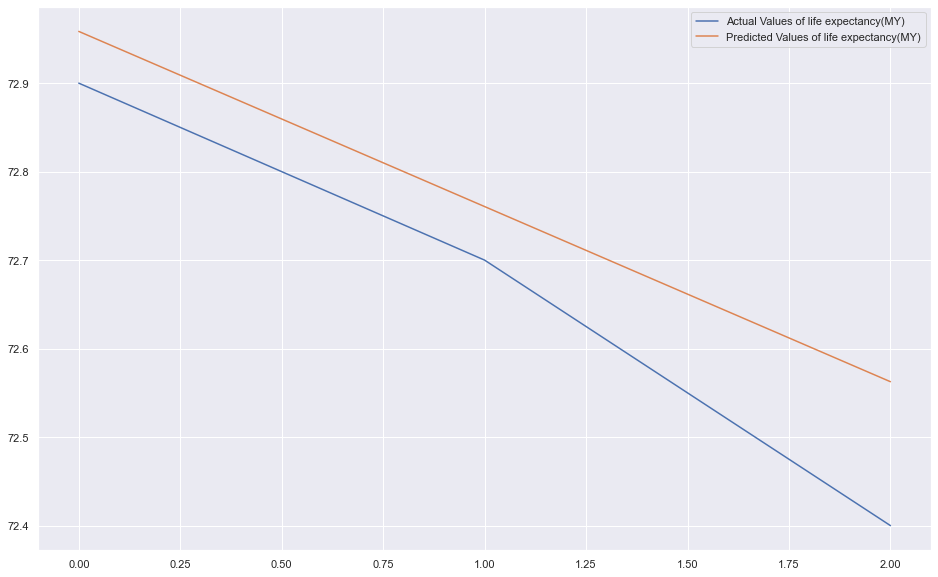 Actual Values of life expectancy(MY)
Predicted Values of life expectancy(MY)
72.9
72.8
72.7
72.6
72.5
72.4
0.00 0.25 0.50 0.75 1.00 1.25 1.50 1.75 2.00